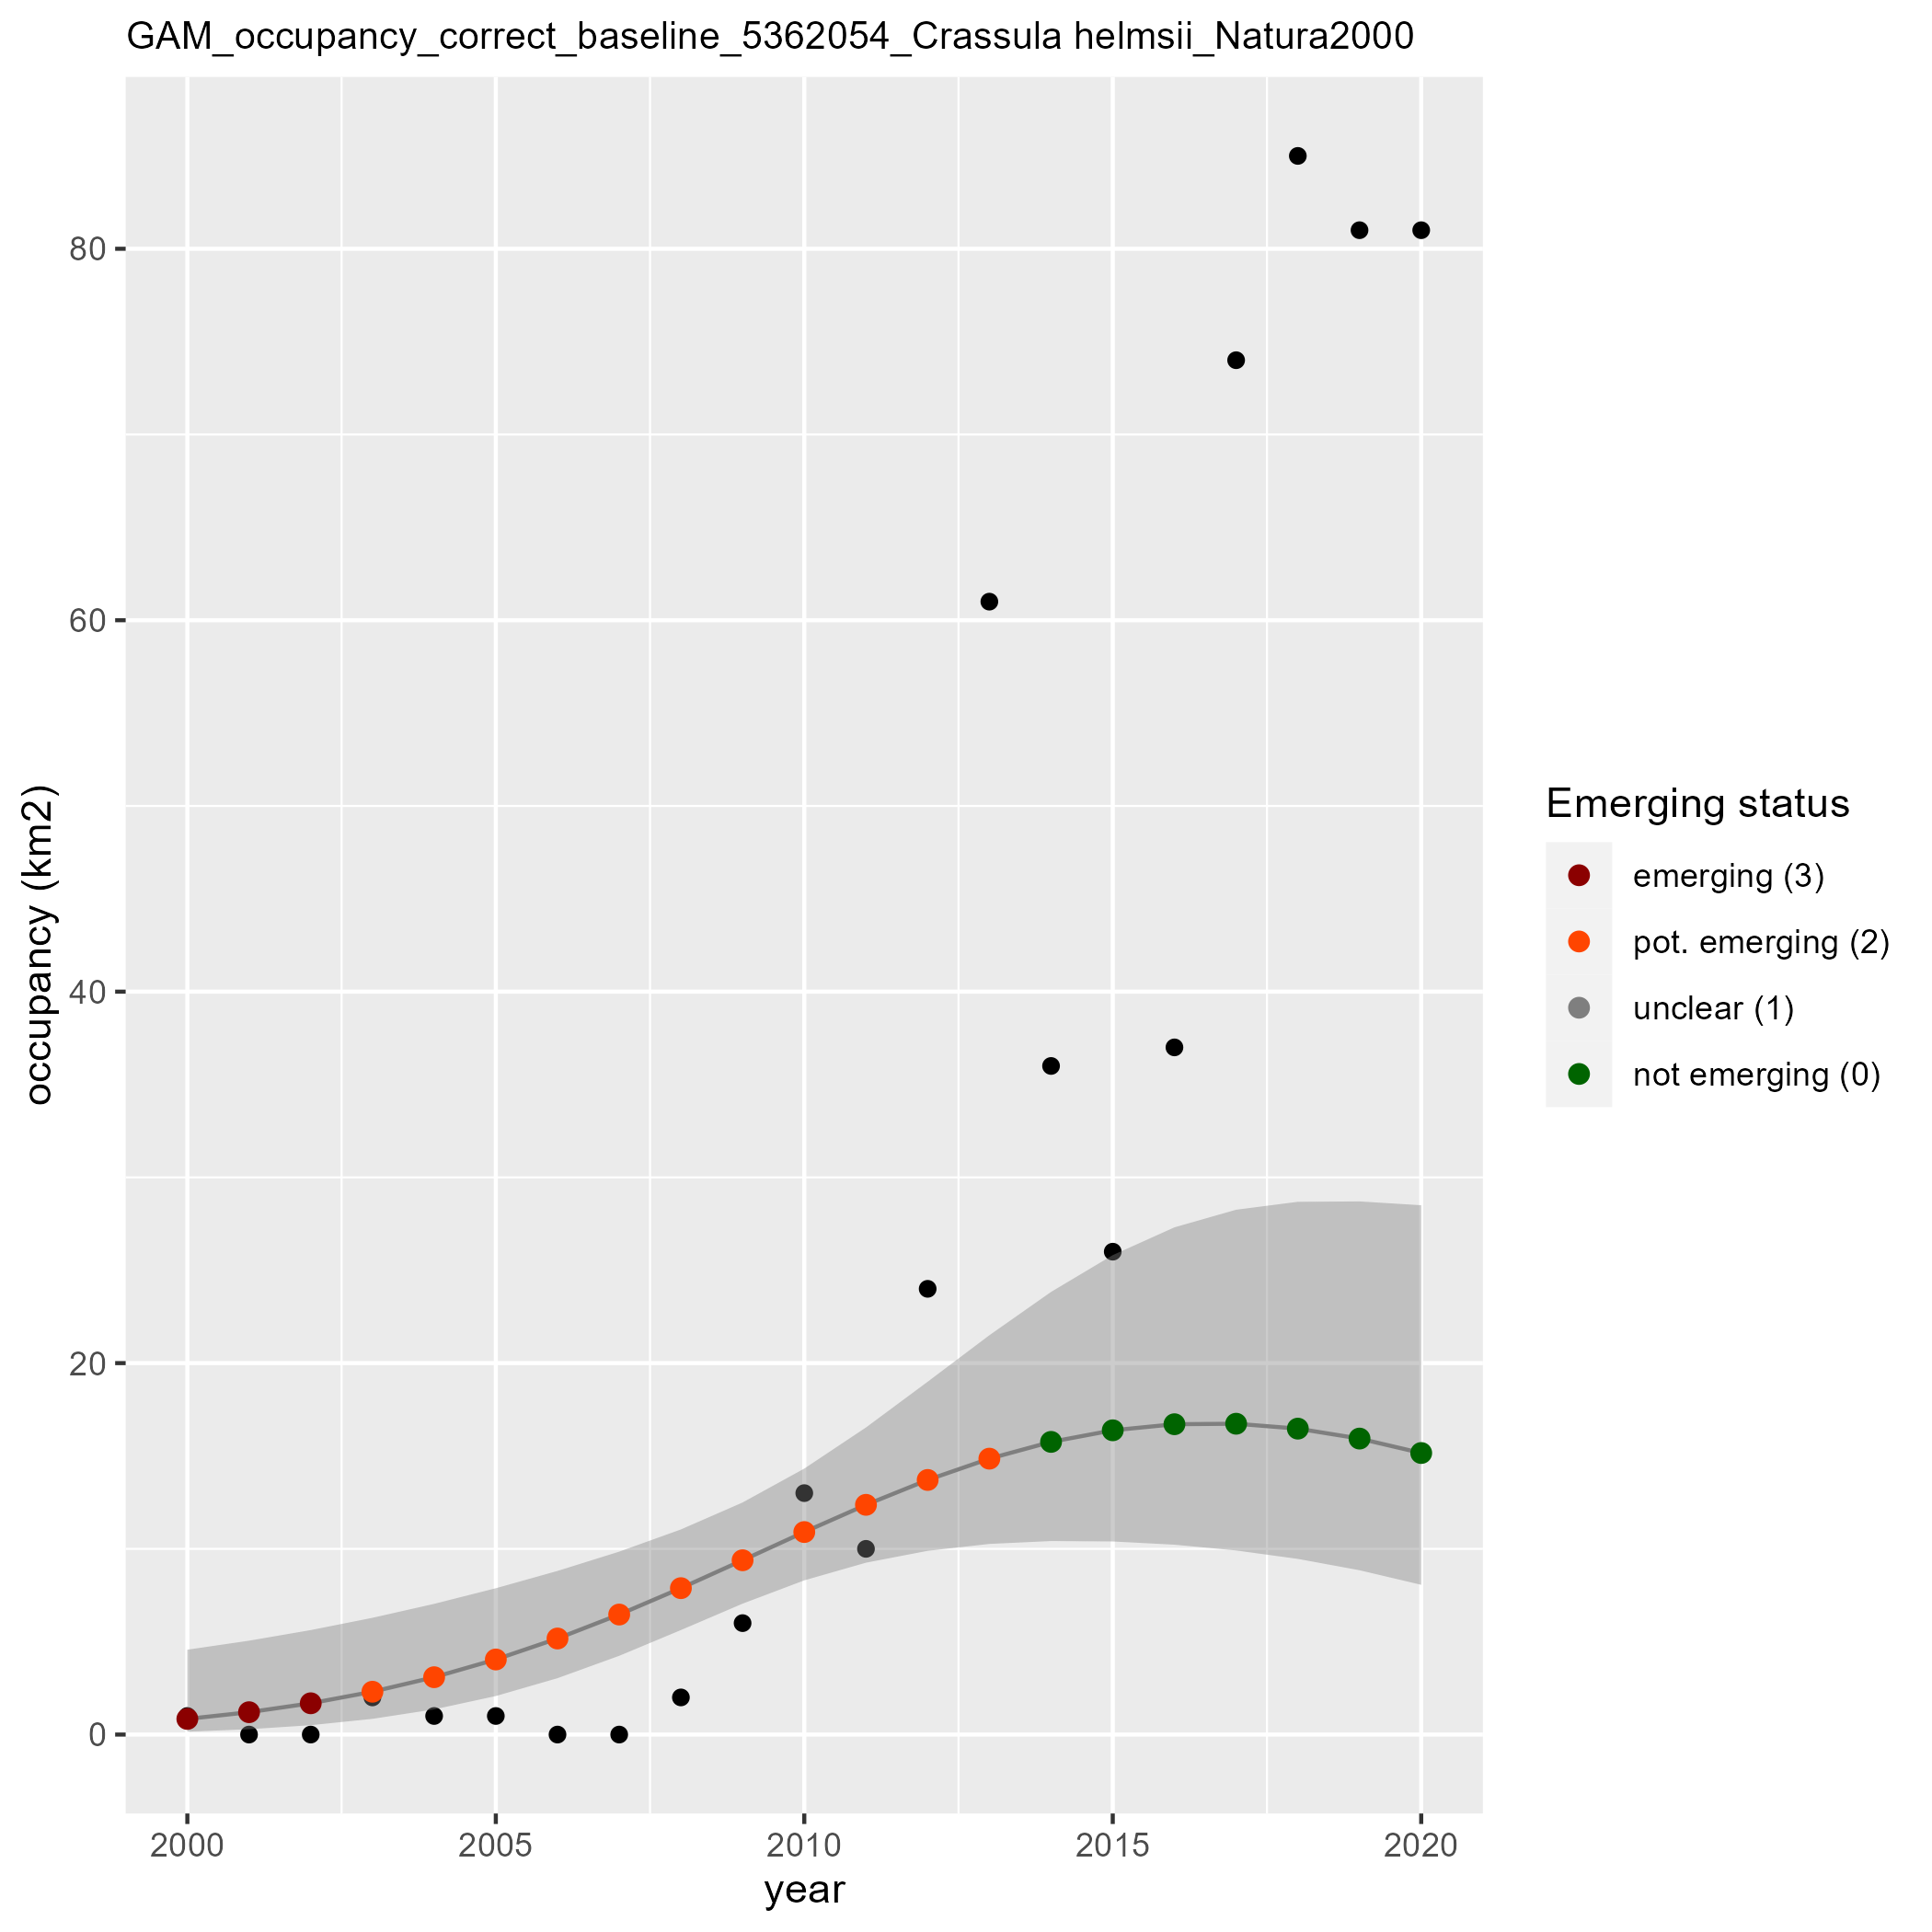 GAM_occupancy_correct_baseline_5362054_Crassula helmsii_Natura2000
occupancy (km2)
80
60
40
20
0
2000 2005 2010 2015 2020
year
Emerging status
emerging (3)
pot. emerging (2)
unclear (1)
not emerging (0)